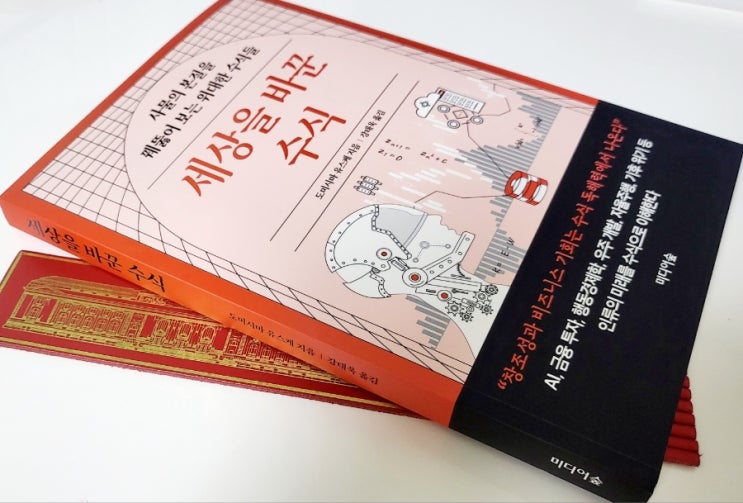 사물의 본질을
꿰뚫어 보는 위대한 수식들
세상을 바꾼
수식
도미시마 유스케 지음 | 강태욱 옮김
“창조성과 비즈니스 기회는 수식 독해력에서 나온다”
AI, 금융 투자, 행동경제학, 우주 개발, 자율주행, 기후 위기 등
인류의 미래를 수식으로 이해한다
미디어숲
세상을 바꾼 수식
도미시마 유스케 지음 | 강태욱 옮김
미디어숲